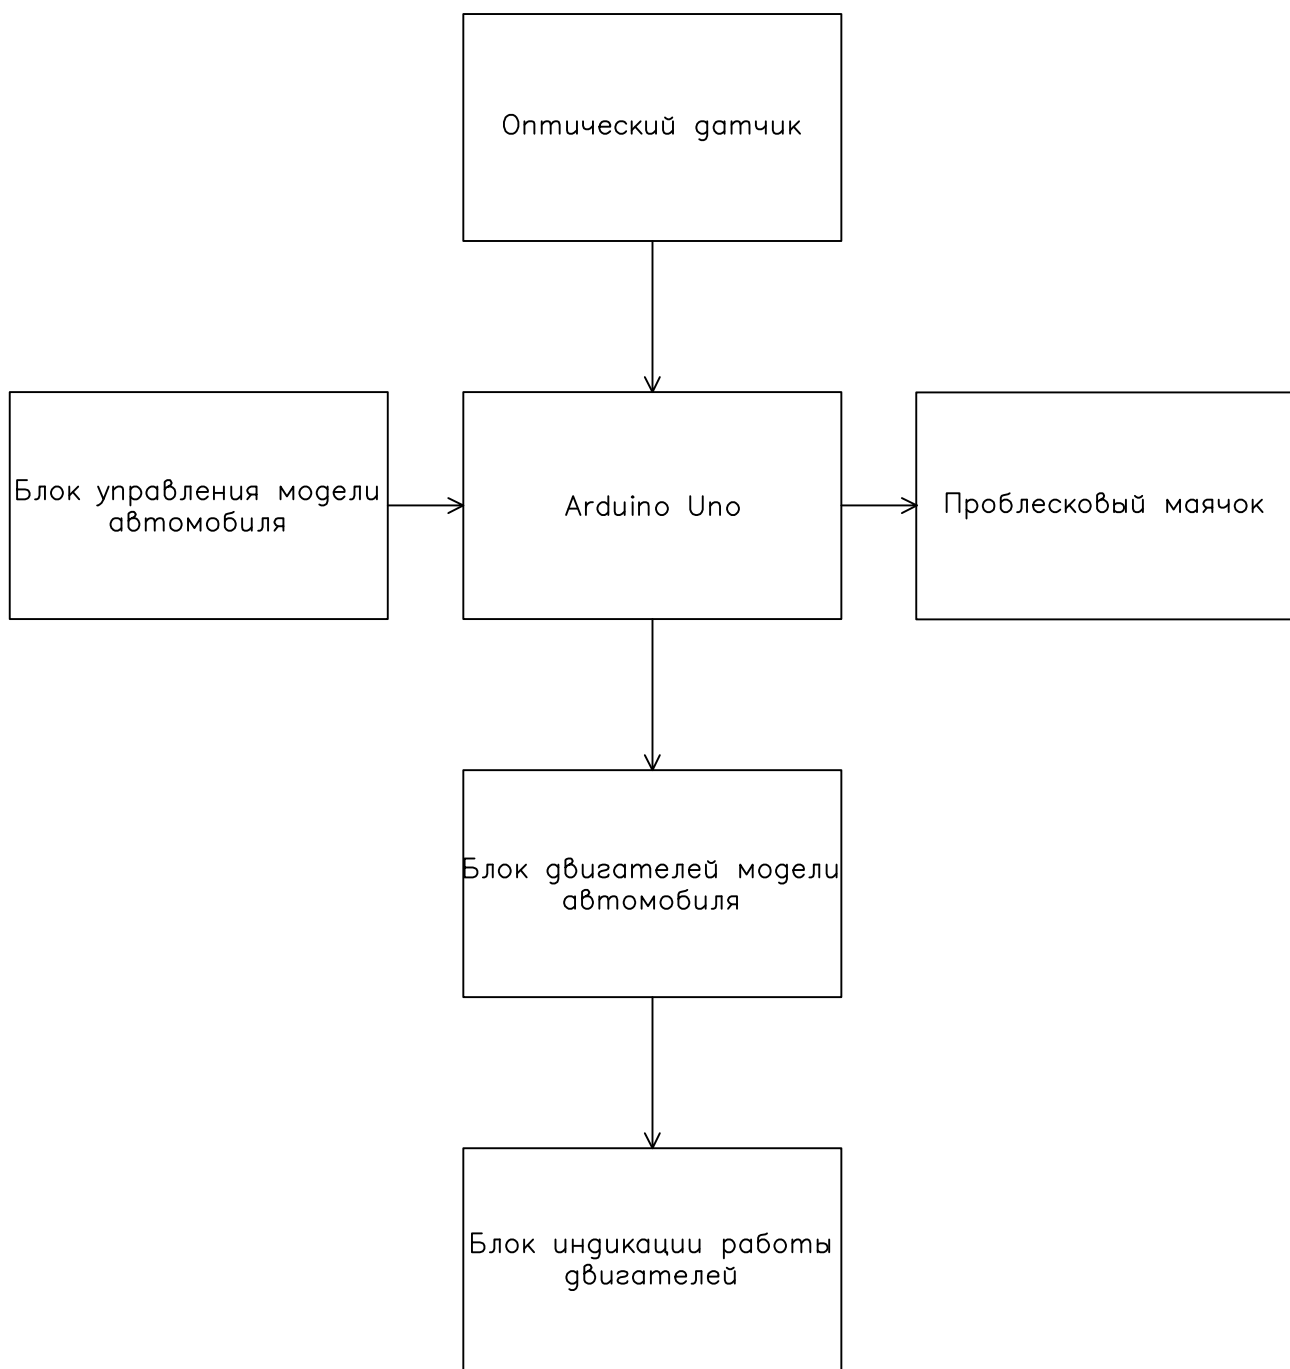 Оптический датчик
Блок управления модели
автомобиля
Arduino Uno
Проблесковый маячок
Блок двигателей модели
автомобиля
Блок индикации работы
двигателей